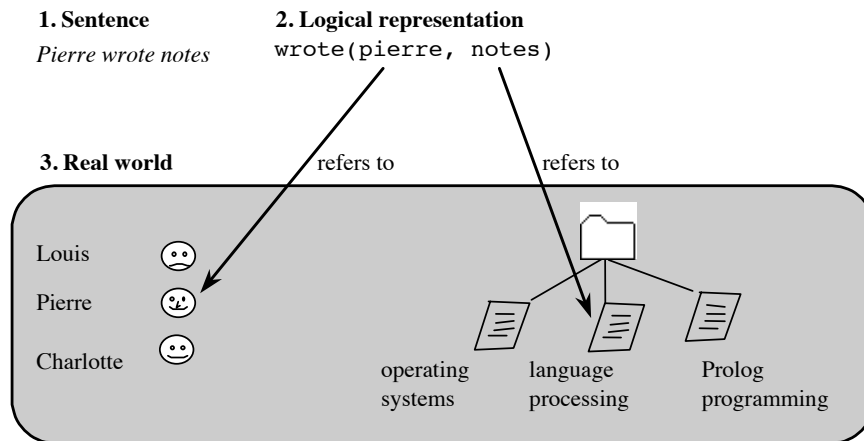 1. Sentence
2. Logical representation
Pierre wrote notes
wrote(pierre, notes)
3. Real world
refers to
refers to
Louis
Pierre
Charlotte
operating
systems
language
processing
Prolog
programming